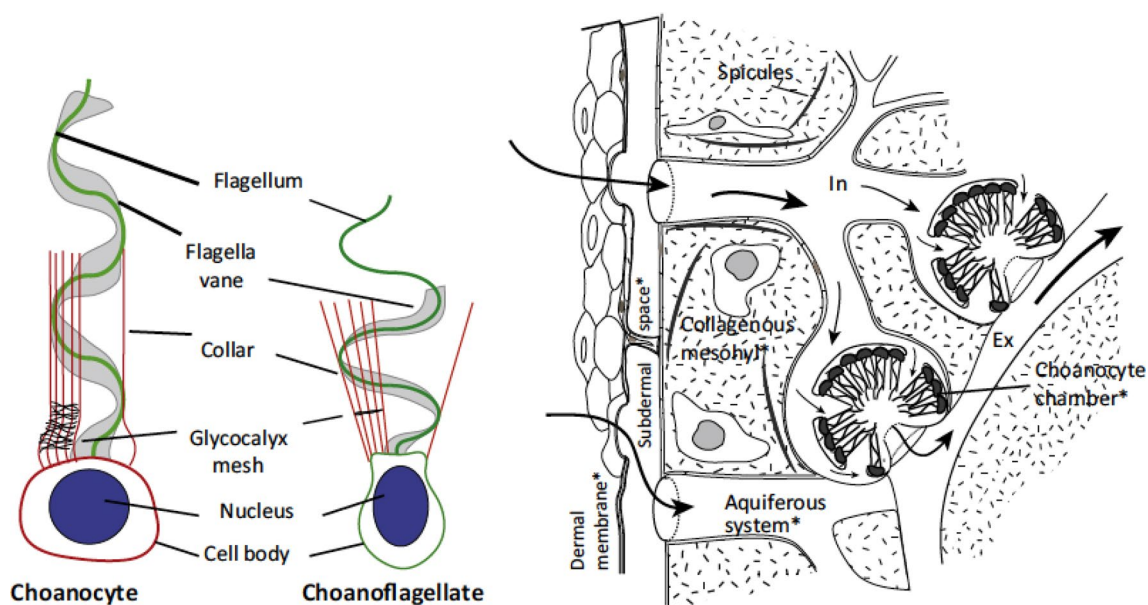 Flagellum
Flagella
vane
Collar
Glycocalyx
mesh
Nucleus
Cell body
Choanocyte
Choanoflagellate
Spicules
In
Collagenous
mesohyl*
Subdermal space*
Ex
Choanocyte
chamber*
Dermal
membrane*
Aquiferous
system*